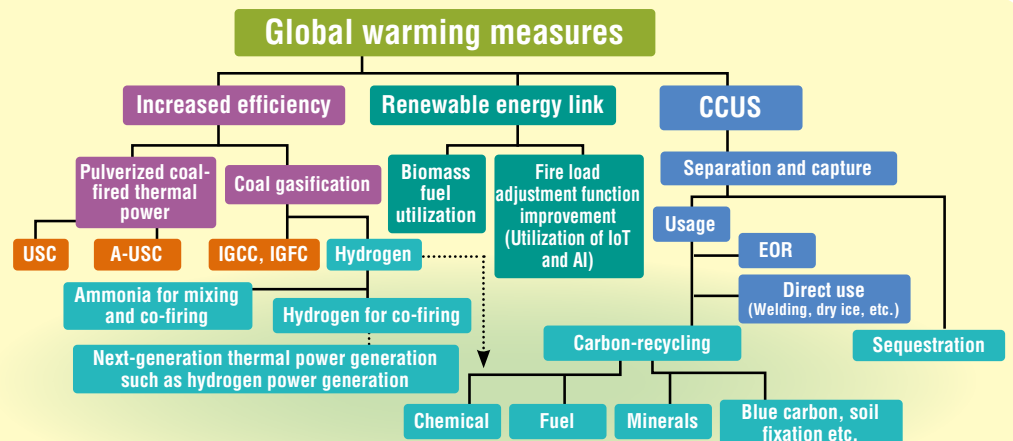 Global warming measures
Increased efficiency
Renewable energy link
CCUS
Pulverized coal-
fired thermal
power
Coal gasification
Biomass
fuel
utilization
Fire load
adjustment function
improvement
(Utilization of IoT
and AI)
Separation and capture
Usage
USC
A-USC
IGCC, IGFC
Hydrogen
EOR
Ammonia for mixing
and co-firing
Hydrogen for co-firing
Direct use
(Welding, dry ice, etc.)
Next-generation thermal power generation
such as hydrogen power generation
Carbon-recycling
Sequestration
Chemical
Fuel
Minerals
Blue carbon, soil
fixation etc.